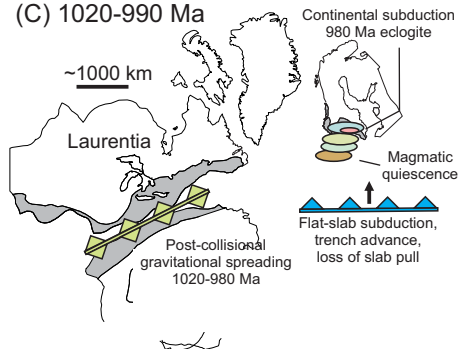 (C) 1020-990 Ma
Continental subduction
980 Ma eclogite
~1000 km
Laurentia
Magmatic
quiescence
Flat-slab subduction,
trench advance,
loss of slab pull
Post-collisional
gravitational spreading
1020-980 Ma